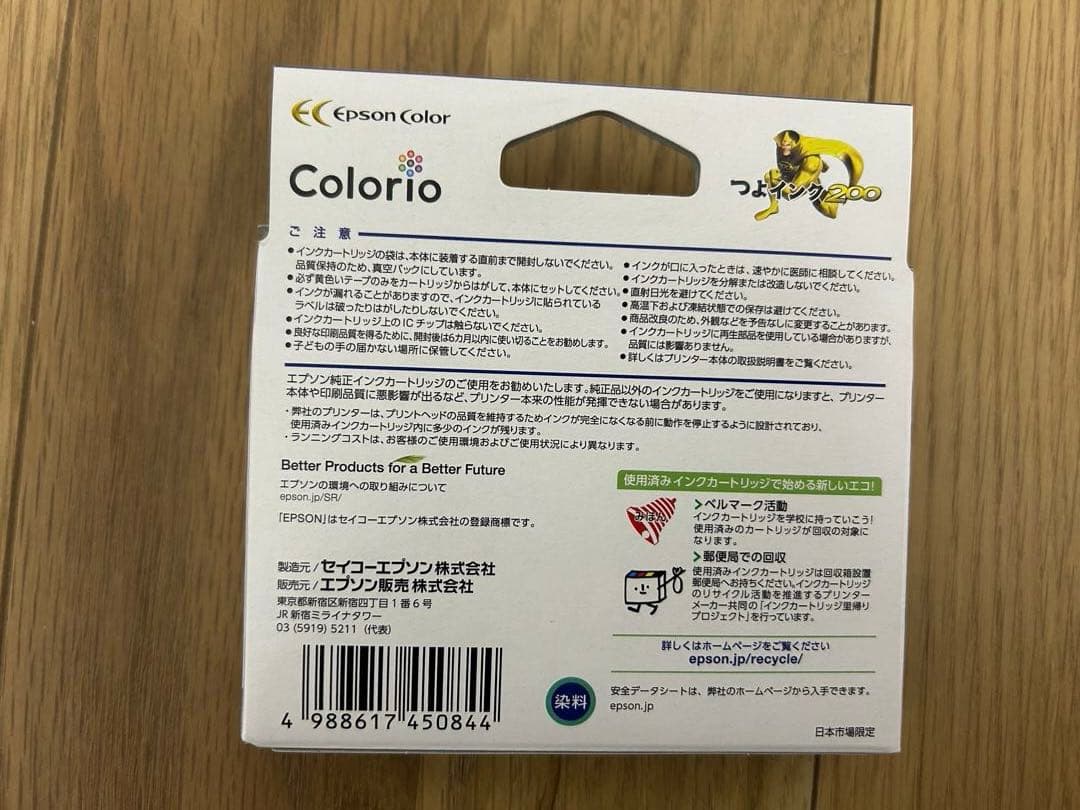 Epson Color
Colorio
つよインク200
ご注意
●インクカートリッジの袋は、本体に装着する直前まで開封しないでください。
品質保持のため、真空パックにしています。
●必ず黄色いテープのみをカートリッジからはがして、本体にセットしてください。
●インクが漏れることがありますので、インクカートリッジに貼られている
ラベルは破ったりはがしたりしないでください。
●インクカートリッジ上のICチップは触らないでください。
●良好な印刷品質を得るために、開封後は6カ月以内に使い切ることをお勧めします。
●子どもの手の届かない場所に保管してください。
●インクが口に入ったときは、速やかに医師に相談してください。
●インクカートリッジを分解または改造しないでください。
●直射日光を避けてください。
●高温下および凍結状態での保存は避けてください。
●商品改良のため、外観などを予告なしに変更することがあります。
●インクカートリッジに再生部品を使用している場合がありますが、
品質には影響ありません。
●詳しくはプリンター本体の取扱説明書をご覧ください。
エプソン純正インクカートリッジのご使用をお勧めいたします。純正品以外のインクカートリッジをご使用になりますと、プリンター
本体や印刷品質に悪影響が出るなど、プリンター本来の性能が発揮できない場合があります。
・弊社のプリンターは、プリントヘッドの品質を維持するためインクが完全になくなる前に動作を停止するように設計されており、
使用済みインクカートリッジ内に多少のインクが残ります。
・ランニングコストは、お客様のご使用環境およびご使用状況により異なります。
Better Products for a Better Future
エプソンの環境への取り組みについて
epson.jp/SR/
「EPSON」はセイコーエプソン株式会社の登録商標です。
製造元/セイコーエプソン株式会社
販売元/エプソン販売株式会社
東京都新宿区新宿四丁目1番6号
JR新宿ミライナタワー
03 (5919) 5211 (代表)
4 988617 450844
使用済みインクカートリッジで始める新しいエコ!
みほん
ベルマーク活動
インクカートリッジを学校に持っていこう!
使用済みのカートリッジが回収の対象に
なります。
郵便局での回収
使用済みインクカートリッジは回収箱設置
郵便局へお持ちください。インクカートリッジ
のリサイクル活動を推進するプリンター
メーカー共同の「インクカートリッジ里帰り
プロジェクト」を行っています。
詳しくはホームページをご覧ください
epson.jp/recycle/
染料
安全データシートは、弊社のホームページから入手できます。
epson.jp
日本市場限定